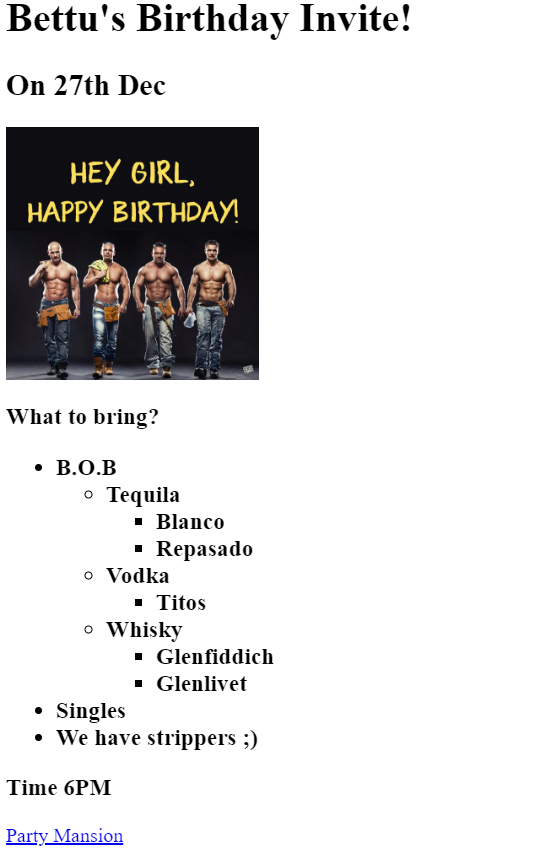 Bettu's Birthday Invite!
On 27th Dec
HEY GIRL,
HAPPY BIRTHDAY!
What to bring?
B.O.B
Tequila
Blanco
Repasado
Vodka
Titos
Whisky
Glenfiddich
Glenlivet
Singles
We have strippers ;)
Time 6PM
Party Mansion